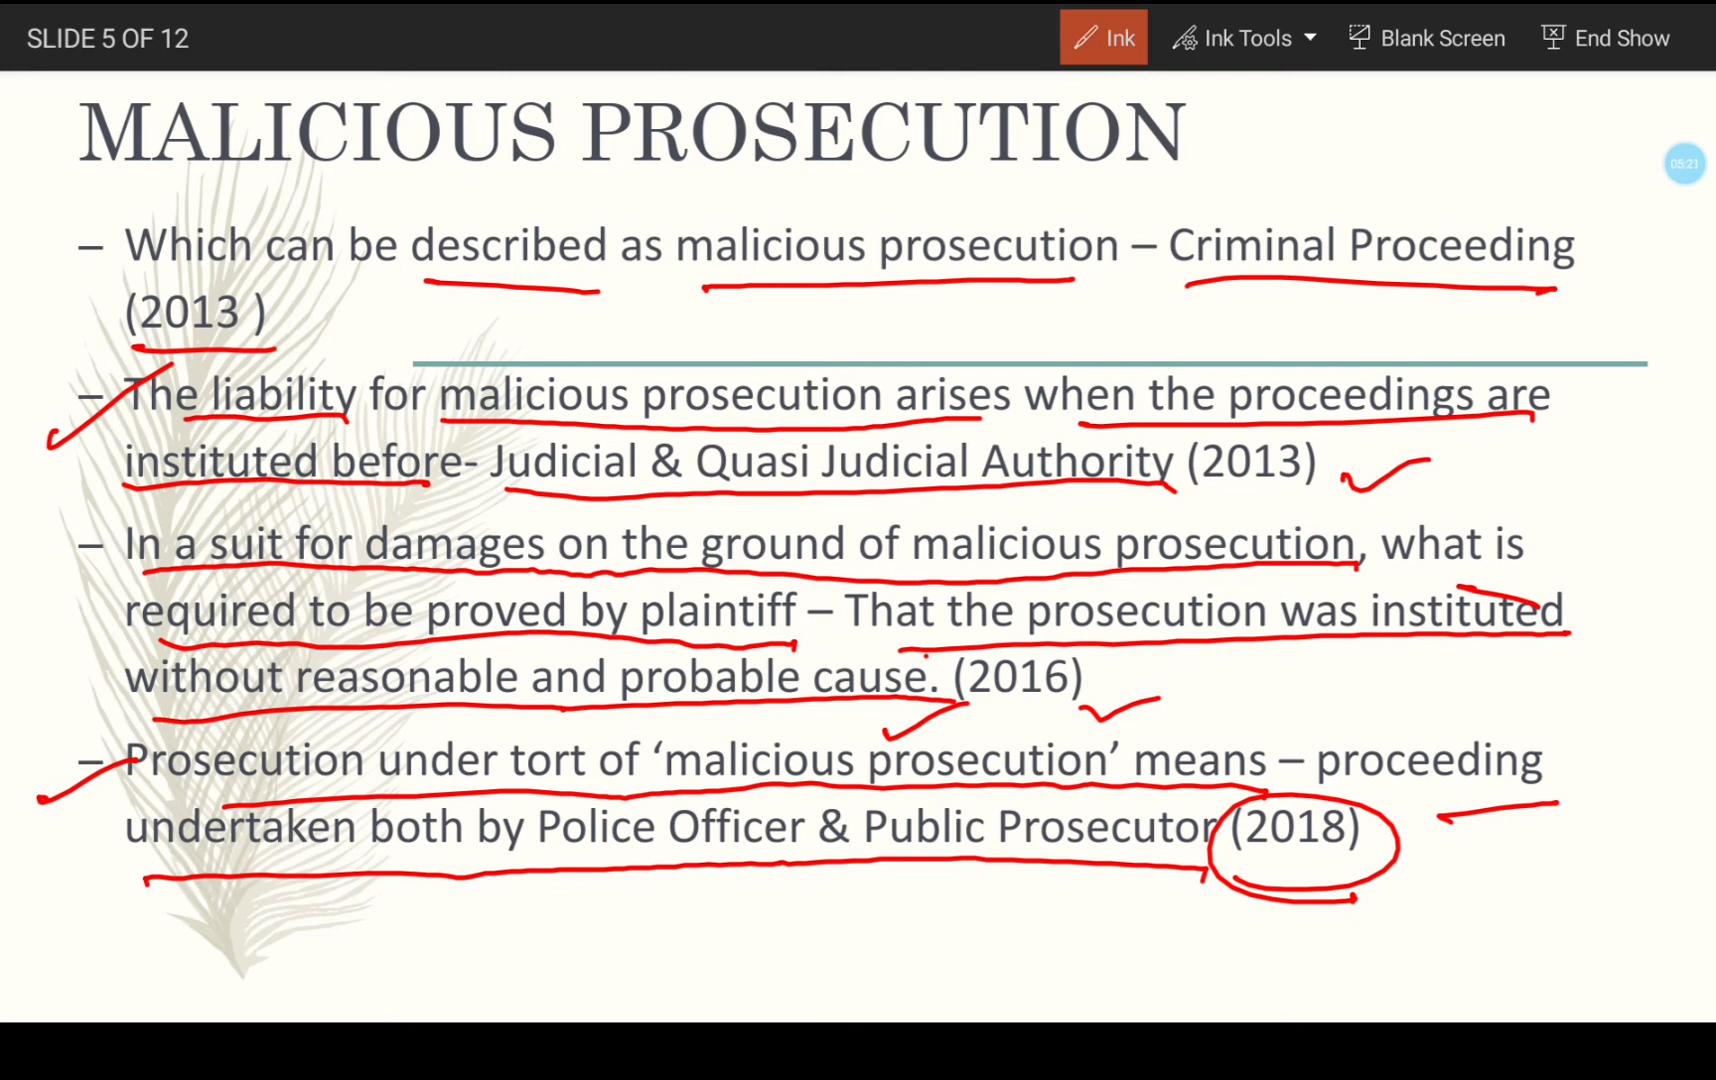 SLIDE 5 OF 12
Ink
Ink Tools
Blank Screen
End Show
MALICIOUS PROSECUTION
05:21
– Which can be described as malicious prosecution – Criminal Proceeding
(2013 )
– The liability for malicious prosecution arises when the proceedings are
instituted before- Judicial & Quasi Judicial Authority (2013)
– In a suit for damages on the ground of malicious prosecution, what is
required to be proved by plaintiff – That the prosecution was instituted
without reasonable and probable cause. (2016)
– Prosecution under tort of ‘malicious prosecution’ means – proceeding
undertaken both by Police Officer & Public Prosecutor (2018)